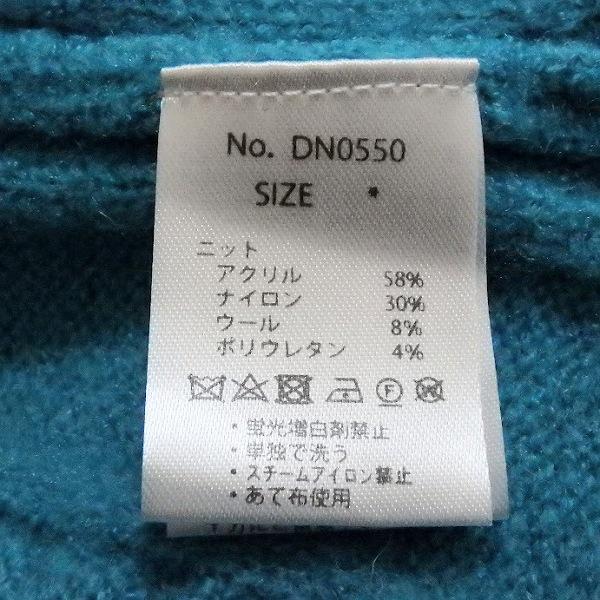 No. DN0550
SIZE *
ニット
アクリル 58%
ナイロン 30%
ウール 8%
ポリウレタン 4%
・蛍光増白剤禁止
・単独で洗う
・スチームアイロン禁止
・あて布使用